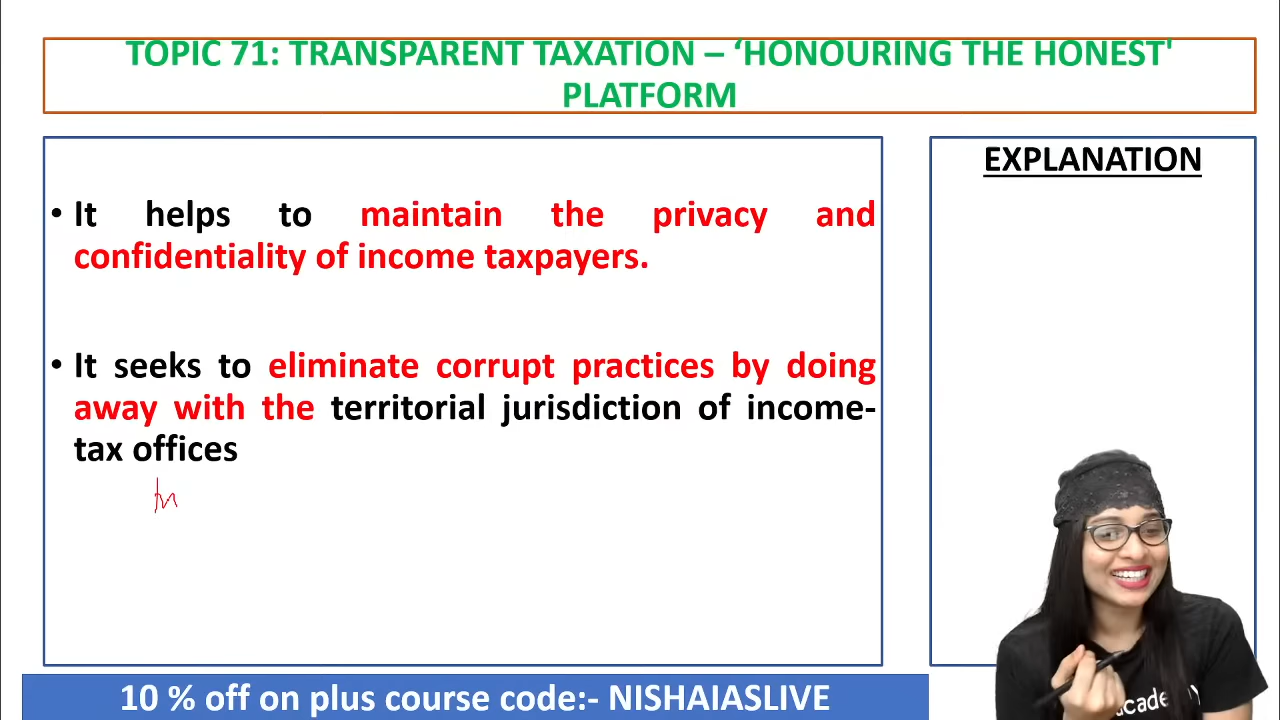 TOPIC 71: TRANSPARENT TAXATION – ‘HONOURING THE HONEST'
PLATFORM
• It helps to maintain the privacy and
confidentiality of income taxpayers.
• It seeks to eliminate corrupt practices by doing
away with the territorial jurisdiction of income-
tax offices
EXPLANATION
10 % off on plus course code:- NISHAIASLIVE